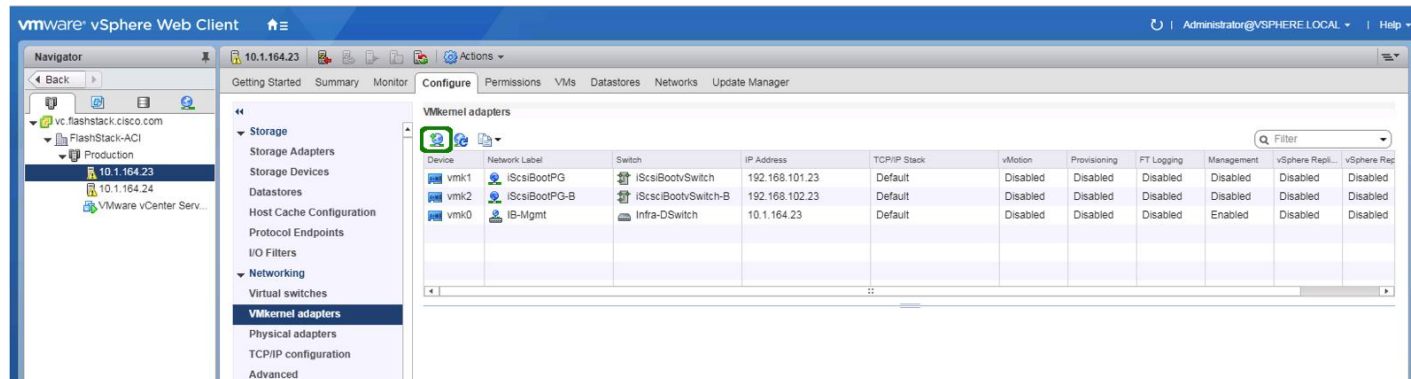 vmware® vSphere Web Client
Administrator@VSPHERE.LOCAL | Help
Navigator
10.1.164.23 Actions
Back
Getting Started Summary Monitor Configure Permissions VMs Datastores Networks Update Manager
vc.flashstack.cisco.com
FlashStack-ACI
Production
10.1.164.23
10.1.164.24
VMware vCenter Serv...
Storage
Storage Adapters
Storage Devices
Datastores
Host Cache Configuration
Protocol Endpoints
I/O Filters
Networking
Virtual switches
VMkernel adapters
Physical adapters
TCP/IP configuration
Advanced
VMkernel adapters
Filter
Device Network Label Switch IP Address TCP/IP Stack vMotion Provisioning FT Logging Management vSphere Repli... vSphere Rep
vmk1 iScsiBootPG iScsiBootvSwitch 192.168.101.23 Default Disabled Disabled Disabled Disabled Disabled Disabled
vmk2 iScsiBootPG-B iScsciBootvSwitch-B 192.168.102.23 Default Disabled Disabled Disabled Disabled Disabled Disabled
vmk0 IB-Mgmt Infra-DSwitch 10.1.164.23 Default Disabled Disabled Disabled Enabled Disabled Disabled